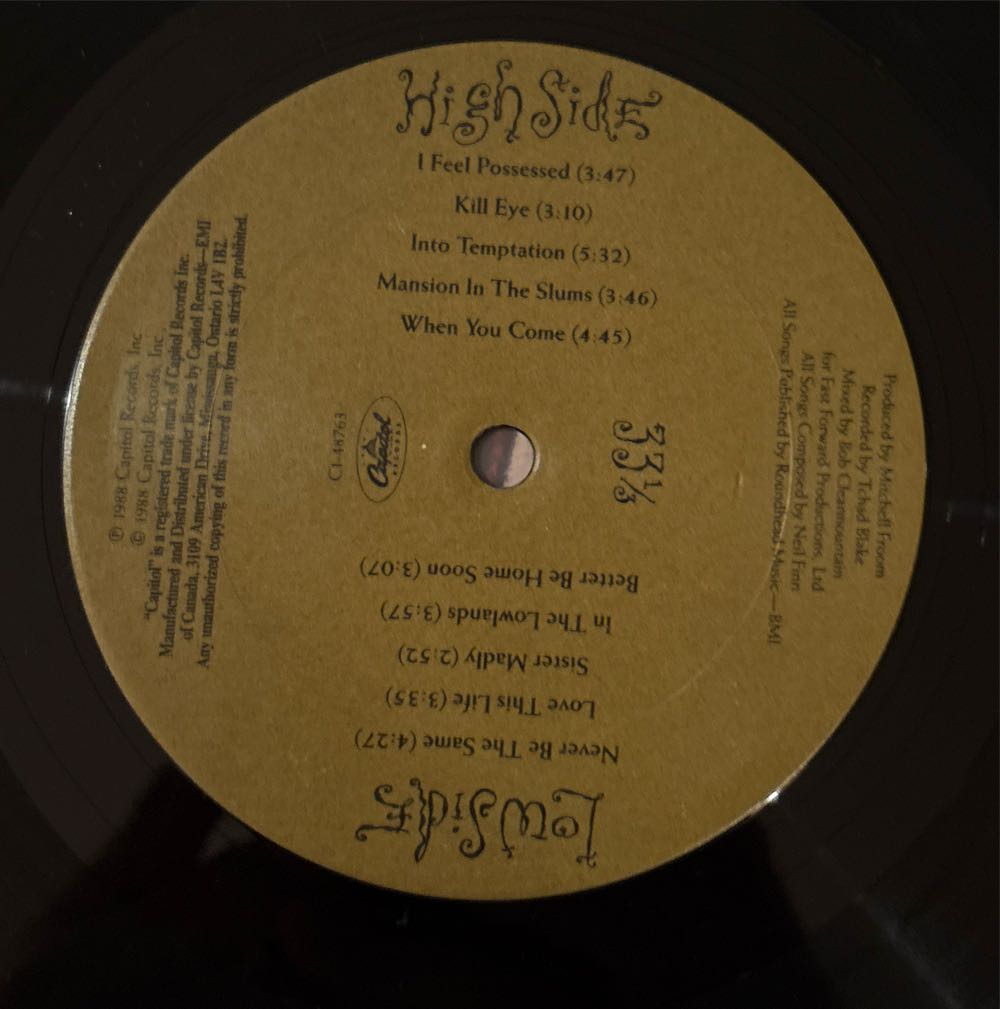 High Side
I Feel Possessed (3:47)
Kill Eye (3:10)
Into Temptation (5:32)
Mansion In The Slums (3:46)
When You Come (4:45)
℗ 1988 Capitol Records, Inc
© 1988 Capitol Records, Inc.
"Capitol" is a registered trade mark of Capitol Records Inc.
Manufactured and Distributed under license by Capitol Records—EMI
of Canada, 3109 American Drive, Mississauga, Ontario L4V 1B2.
Any unauthorized copying of this record in any form is strictly prohibited.
C1-48763
Capitol
RECORDS
33 1/3
Produced by Mitchell Froom
Recorded by Tchad Blake
Mixed by Bob Clearmountain
for Fast Forward Productions, Ltd
All Songs Composed by Neil Finn
All Songs Published by Roundhead Music—BMI
Low Side
Never Be The Same (4:27)
Love This Life (3:35)
Sister Madly (2:52)
In The Lowlands (3:57)
Better Be Home Soon (3:07)